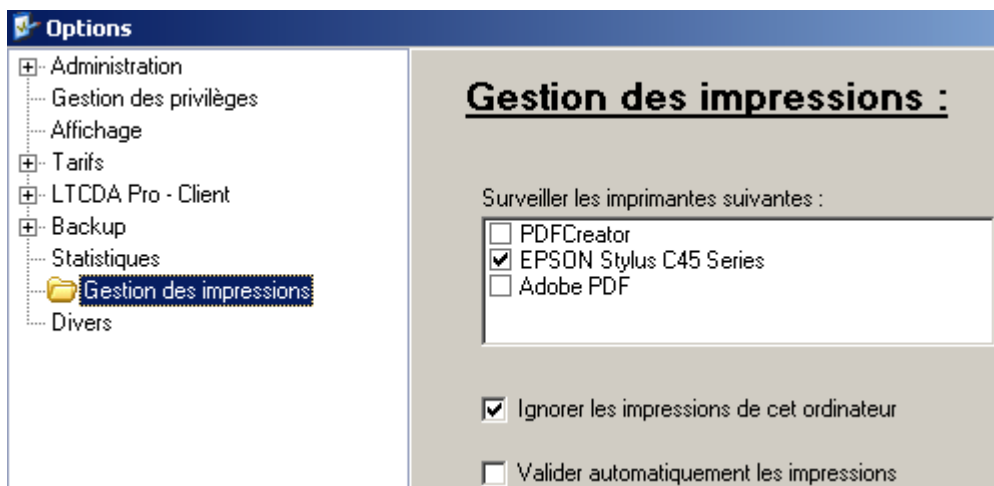 Options
Administration
Gestion des privilèges
Affichage
Tarifs
LTCDA Pro - Client
Backup
Statistiques
Gestion des impressions
Divers
Gestion des impressions :
Surveiller les imprimantes suivantes :
PDFCreator
EPSON Stylus C45 Series
Adobe PDF
Ignorer les impressions de cet ordinateur
Valider automatiquement les impressions